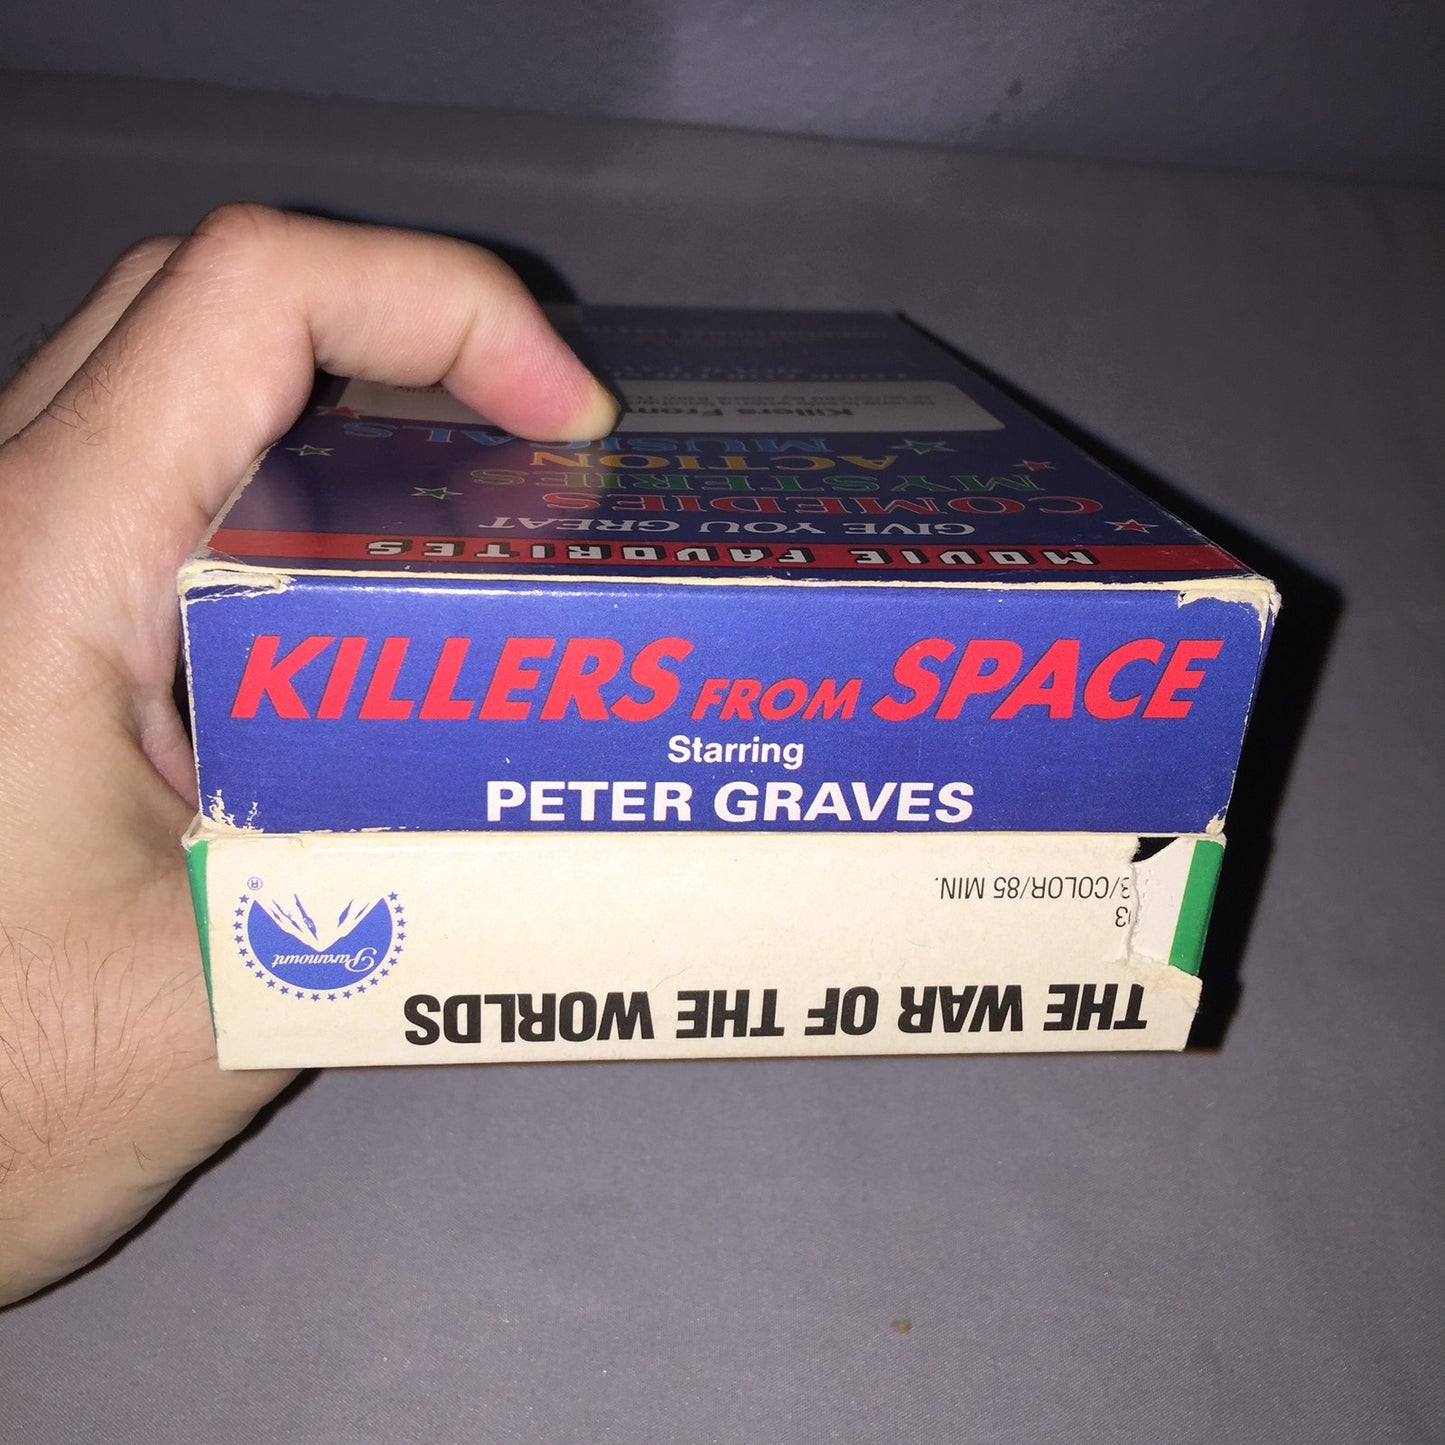 Killers From
MUSICALS
ACTION
MYSTERIES
COMEDIES
GIVE YOU GREAT
MOVIE FAVORITES
KILLERS FROM SPACE
Starring
PETER GRAVES
THE WAR OF THE WORLDS
Paramount
®
3/COLOR/85 MIN.